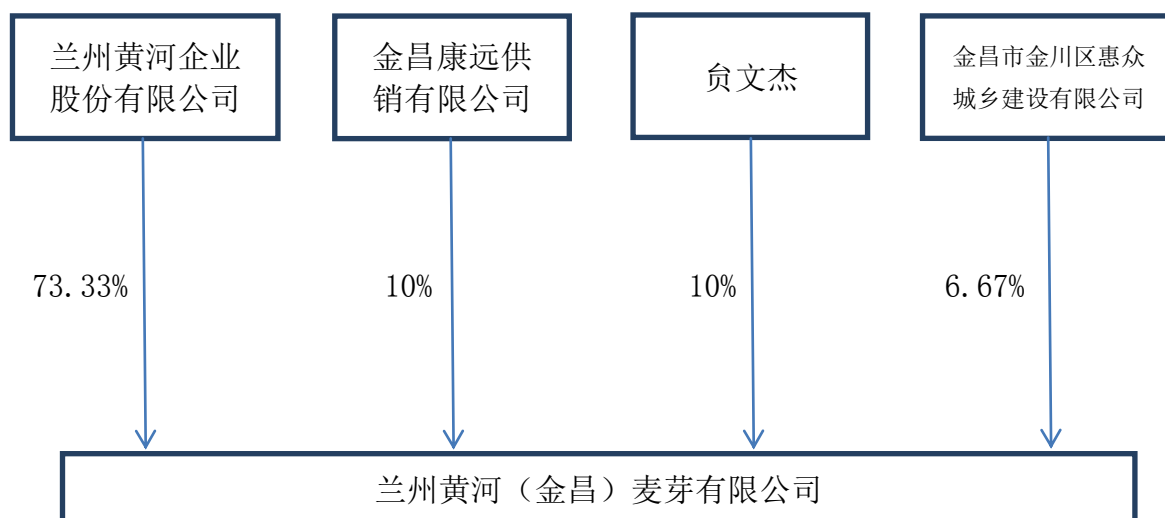 兰州黄河企业
股份有限公司
金昌康远供
销有限公司
贠文杰
金昌市金川区惠众
城乡建设有限公司
73.33%
10%
10%
6.67%
兰州黄河（金昌）麦芽有限公司